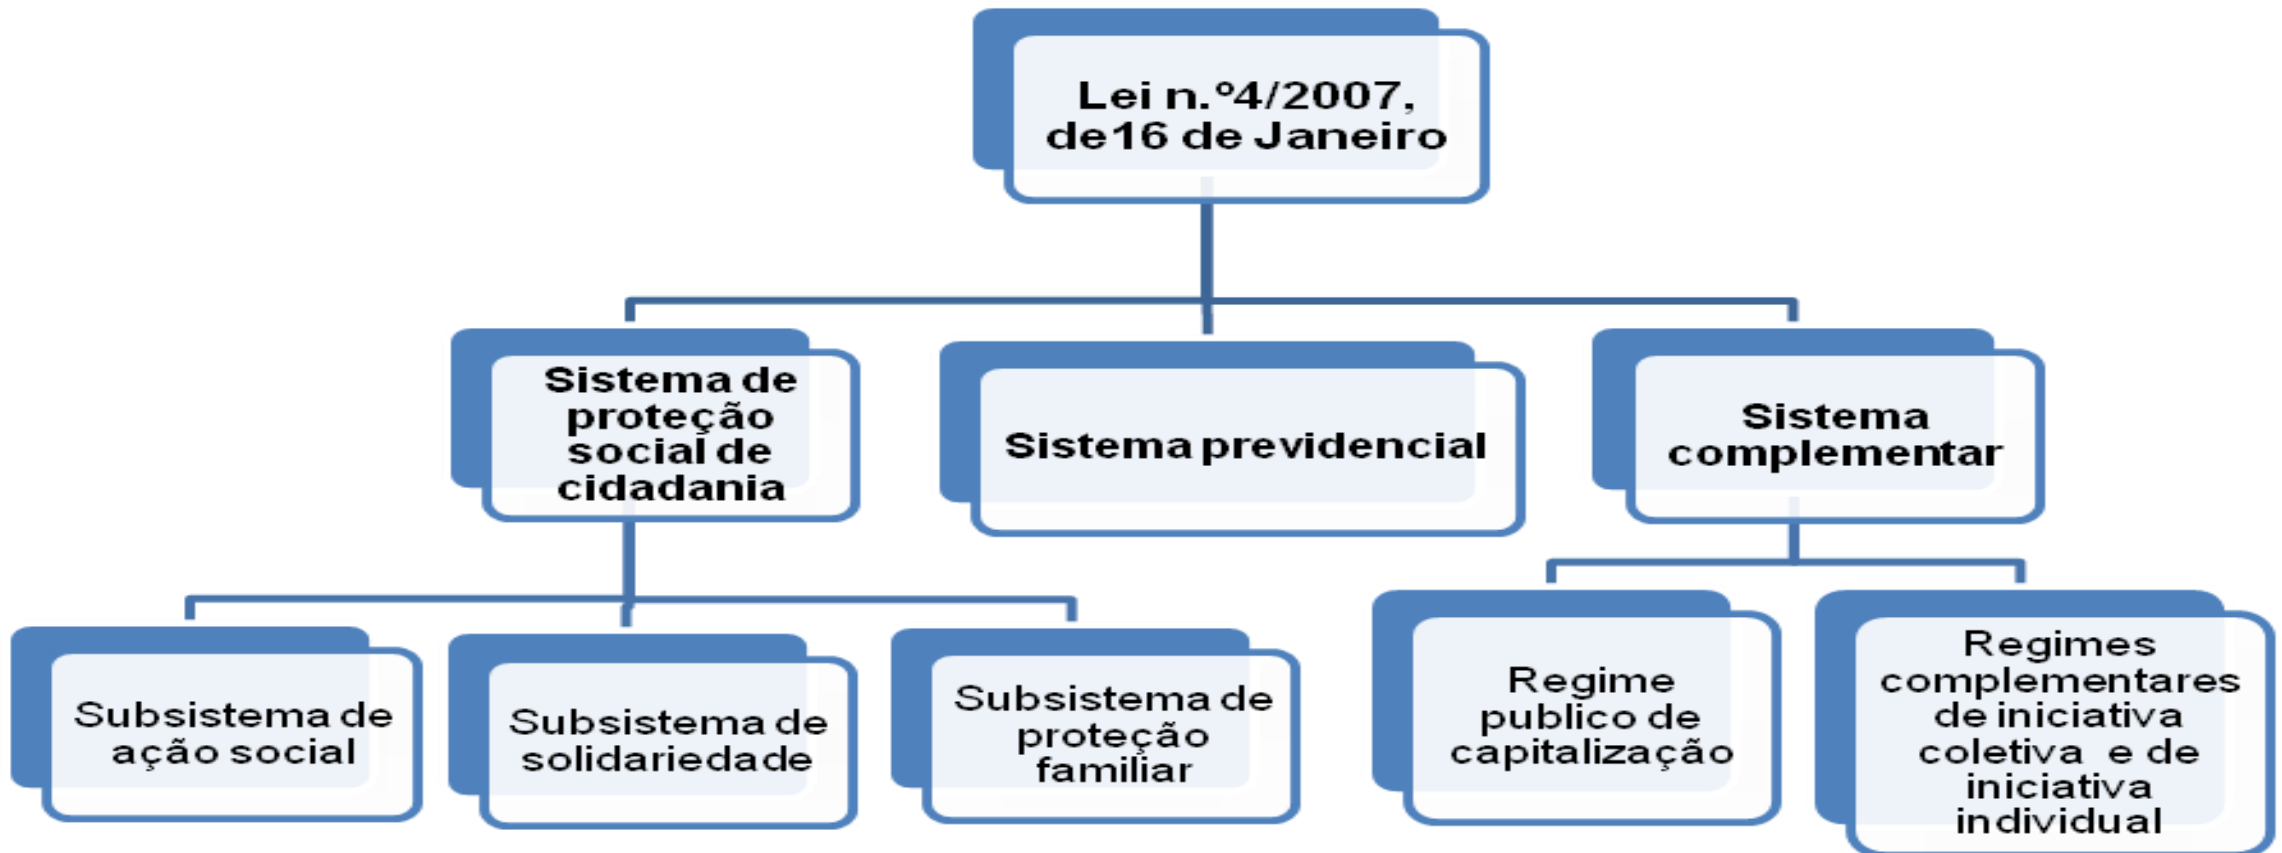 Lei n.º4/2007,
de16 de Janeiro
Sistema de
proteção
social de
cidadania
Sistema previdencial
Sistema
complementar
Subsistema de
ação social
Subsistema de
solidariedade
Subsistema de
proteção
familiar
Regime
publico de
capitalização
Regimes
complementares
de iniciativa
coletiva e de
iniciativa
individual